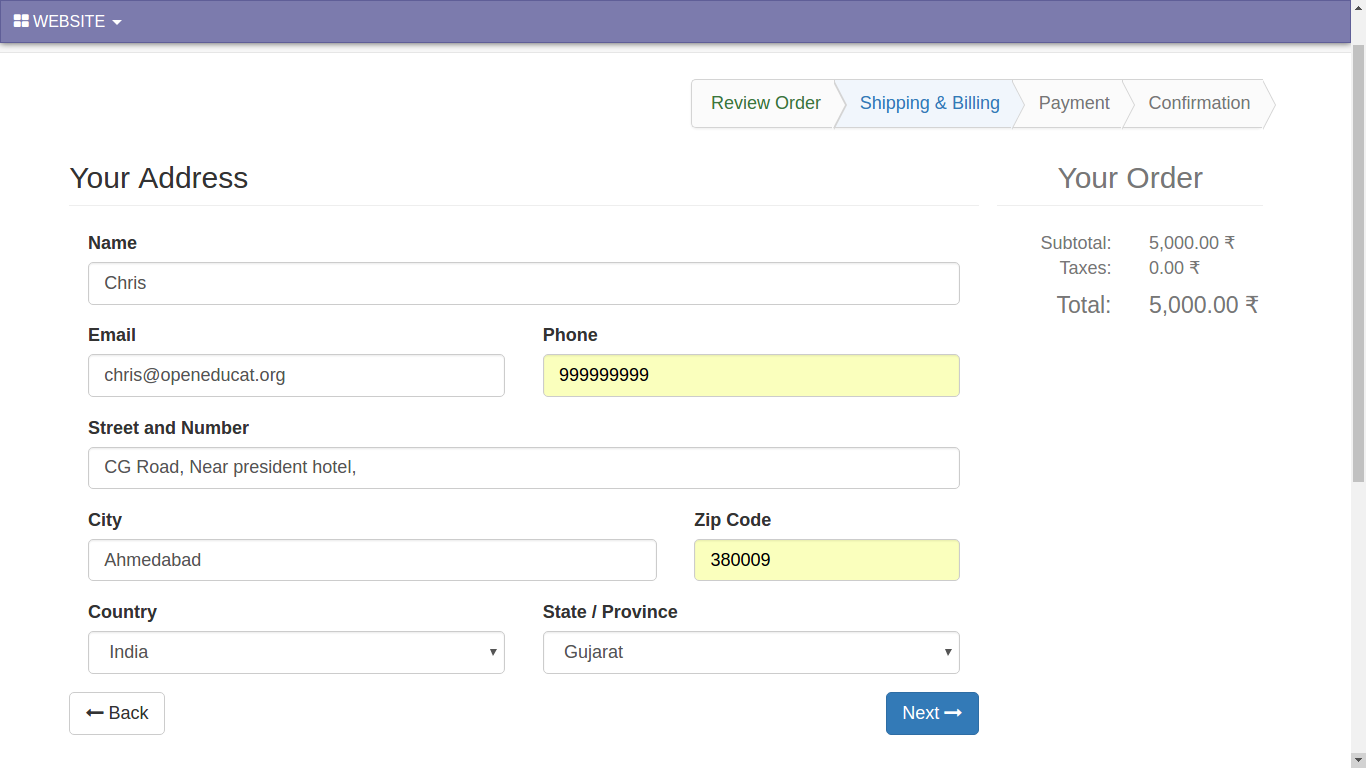 WEBSITE
Review Order Shipping & Billing Payment Confirmation
Your Address
Your Order
Name
Chris
Subtotal: 5,000.00 ₹
Taxes: 0.00 ₹
Total: 5,000.00 ₹
Email Phone
chris@openeducat.org 999999999
Street and Number
CG Road, Near president hotel,
City Zip Code
Ahmedabad 380009
Country State / Province
India Gujarat
Back Next